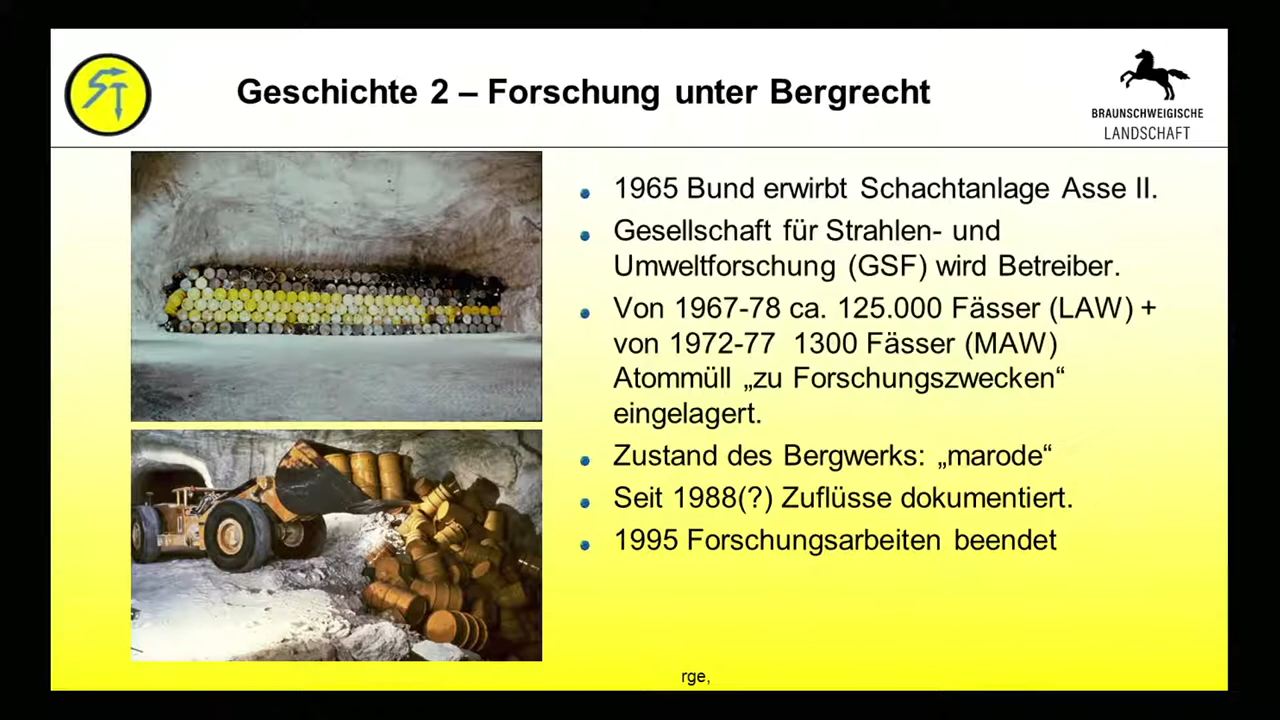 ST
Geschichte 2 – Forschung unter Bergrecht
BRAUNSCHWEIGISCHE
LANDSCHAFT
1965 Bund erwirbt Schachtanlage Asse II.
Gesellschaft für Strahlen- und
Umweltforschung (GSF) wird Betreiber.
Von 1967-78 ca. 125.000 Fässer (LAW) +
von 1972-77 1300 Fässer (MAW)
Atommüll „zu Forschungszwecken“
eingelagert.
Zustand des Bergwerks: „marode“
Seit 1988(?) Zuflüsse dokumentiert.
1995 Forschungsarbeiten beendet
rge,